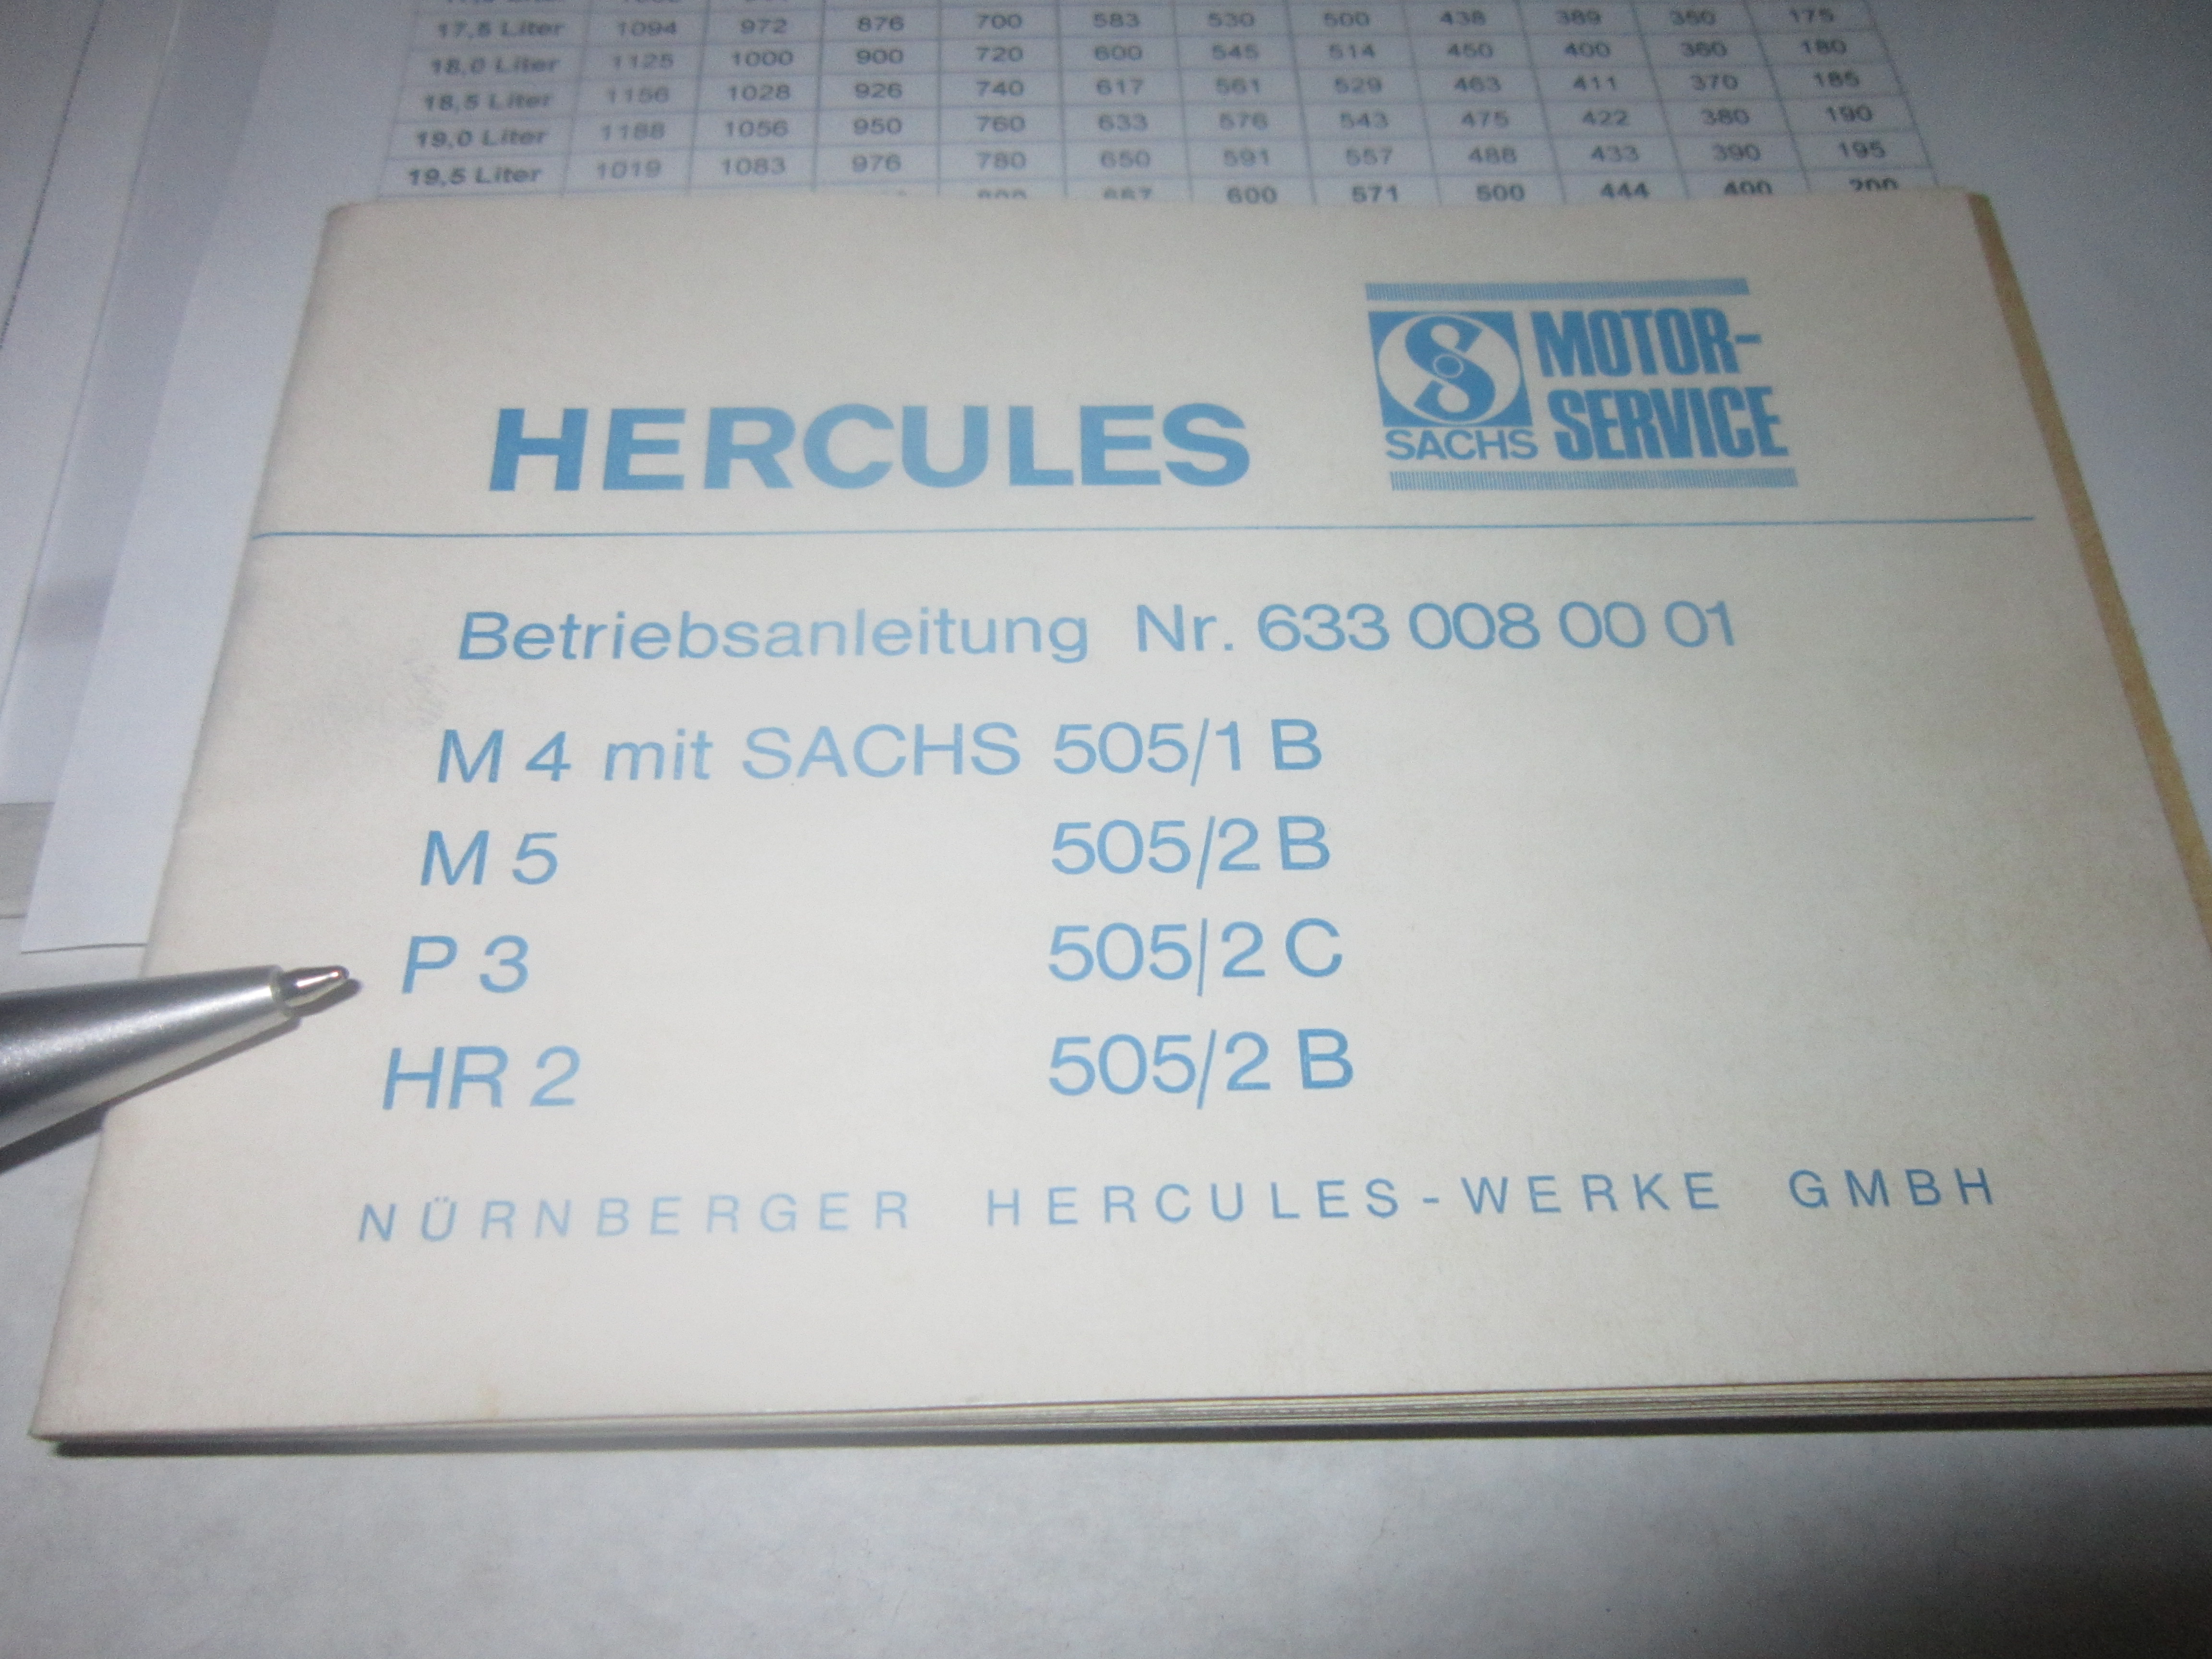 17,5 Liter 1094 972 876 700 583 530 500 438 389 350 175
18,0 Liter 1125 1000 900 720 600 545 514 450 400 360 180
18,5 Liter 1156 1028 926 740 617 561 529 463 411 370 185
19,0 Liter 1188 1056 950 760 633 576 543 475 422 380 190
19,5 Liter 1019 1083 976 780 650 591 557 488 433 390 195
667 600 571 500 444 400 200
HERCULES
SACHS MOTOR-
SERVICE
Betriebsanleitung Nr. 633 008 00 01
M 4 mit SACHS 505/1 B
M 5 505/2 B
P 3 505/2 C
HR 2 505/2 B
NÜRNBERGER HERCULES-WERKE GMBH